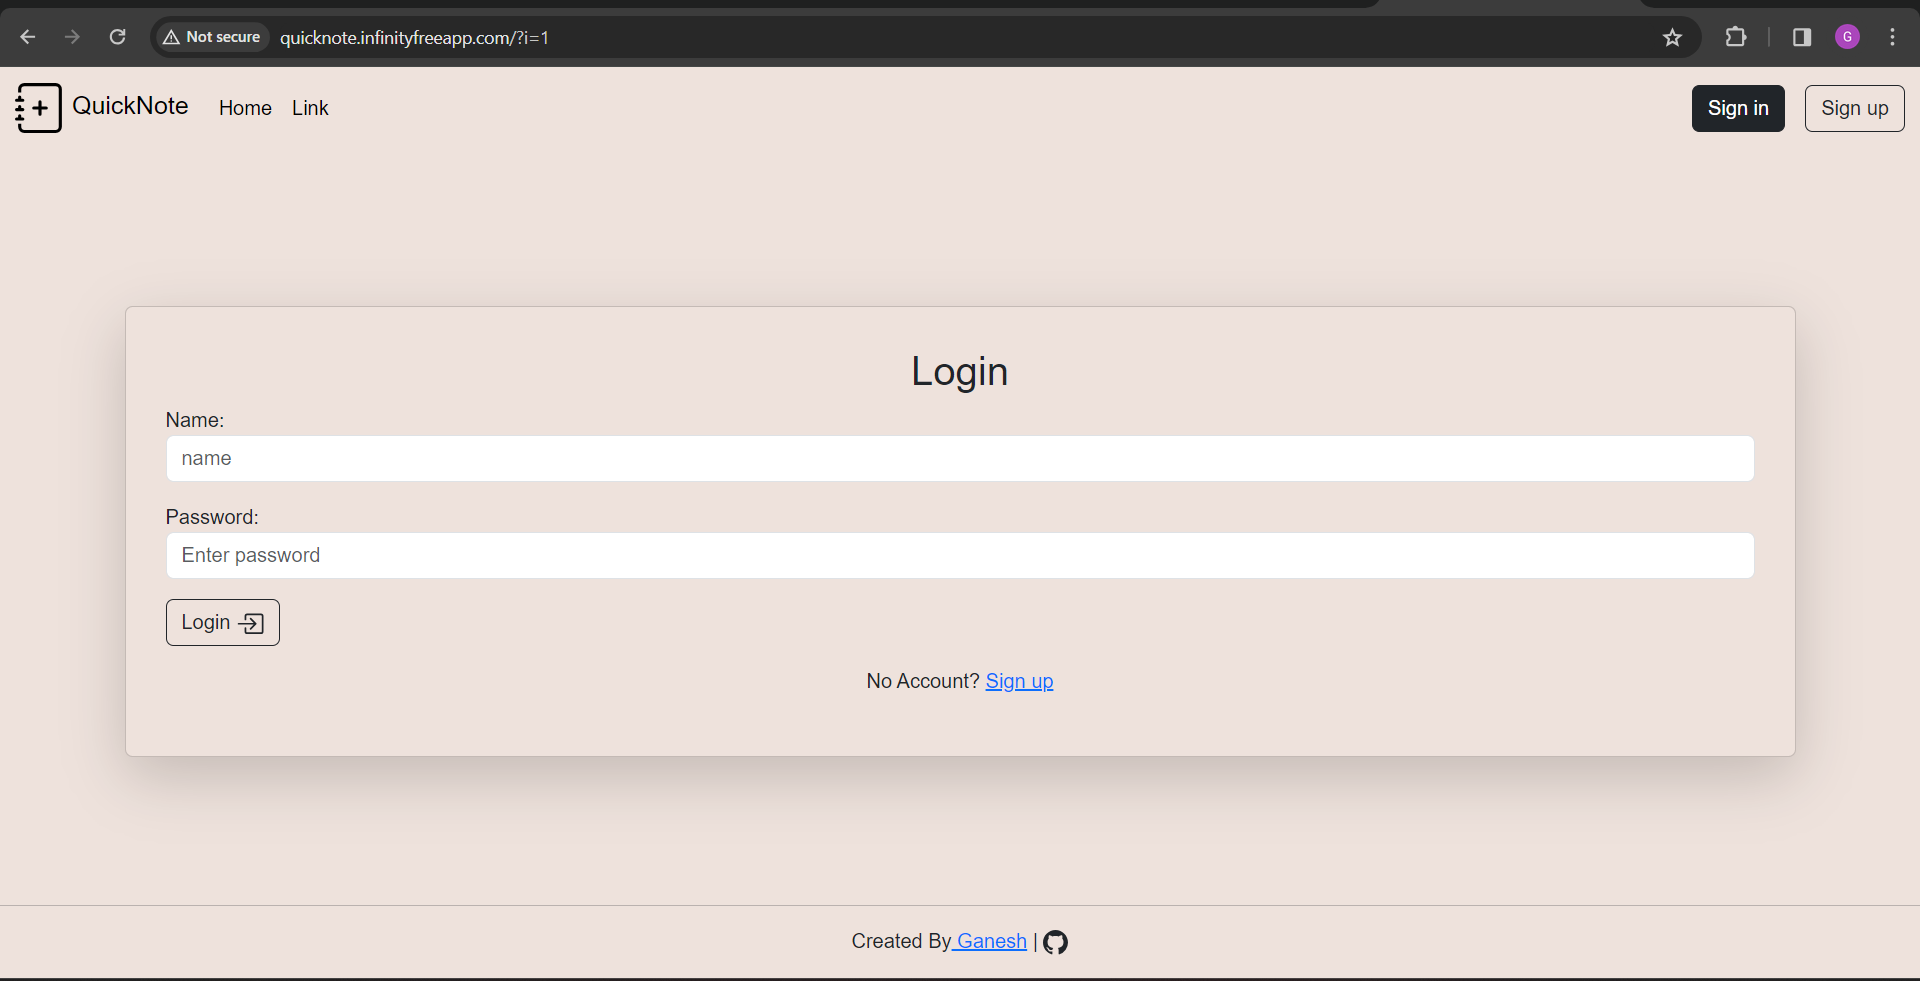 Not secure quicknote.infinityfreeapp.com/?i=1 G
QuickNote Home Link Sign in Sign up
Login
Name:
name
Password:
Enter password
Login
No Account? Sign up
Created By Ganesh |